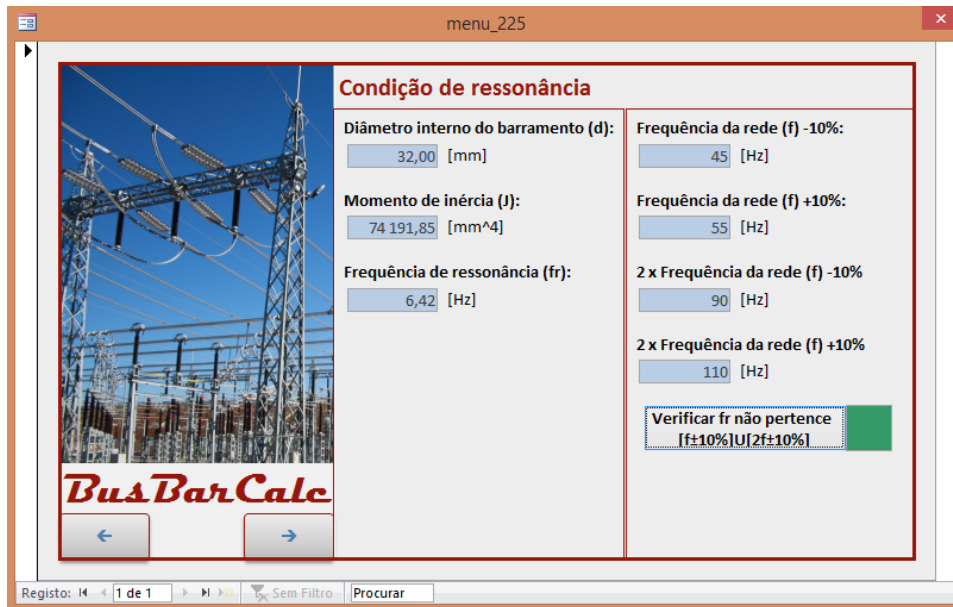 menu_225
Condição de ressonância
Diâmetro interno do barramento (d):
32,00 [mm]
Momento de inércia (J):
74 191,85 [mm^4]
Frequência de ressonância (fr):
6,42 [Hz]
Frequência da rede (f) -10%:
45 [Hz]
Frequência da rede (f) +10%:
55 [Hz]
2 x Frequência da rede (f) -10%
90 [Hz]
2 x Frequência da rede (f) +10%
110 [Hz]
Verificar fr não pertence
[f±10%]U[2f±10%]
BusBarCalc
Registo: 1 de 1 Sem Filtro Procurar